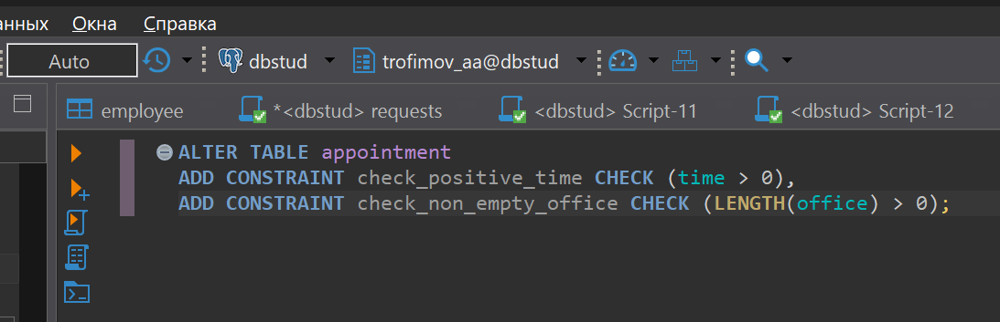 анных Окна Справка
Auto dbstud trofimov_aa@dbstud
employee *<dbstud> requests <dbstud> Script-11 <dbstud> Script-12
ALTER TABLE appointment
ADD CONSTRAINT check_positive_time CHECK (time > 0),
ADD CONSTRAINT check_non_empty_office CHECK (LENGTH(office) > 0);